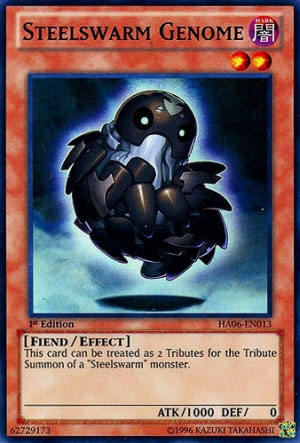 STEELSWARM GENOME
DARK
闇
1st Edition
HA06-EN013
[FIEND / EFFECT]
This card can be treated as 2 Tributes for the Tribute
Summon of a "Steelswarm" monster.
ATK/1000 DEF/ 0
62729173
©1996 KAZUKI TAKAHASHI